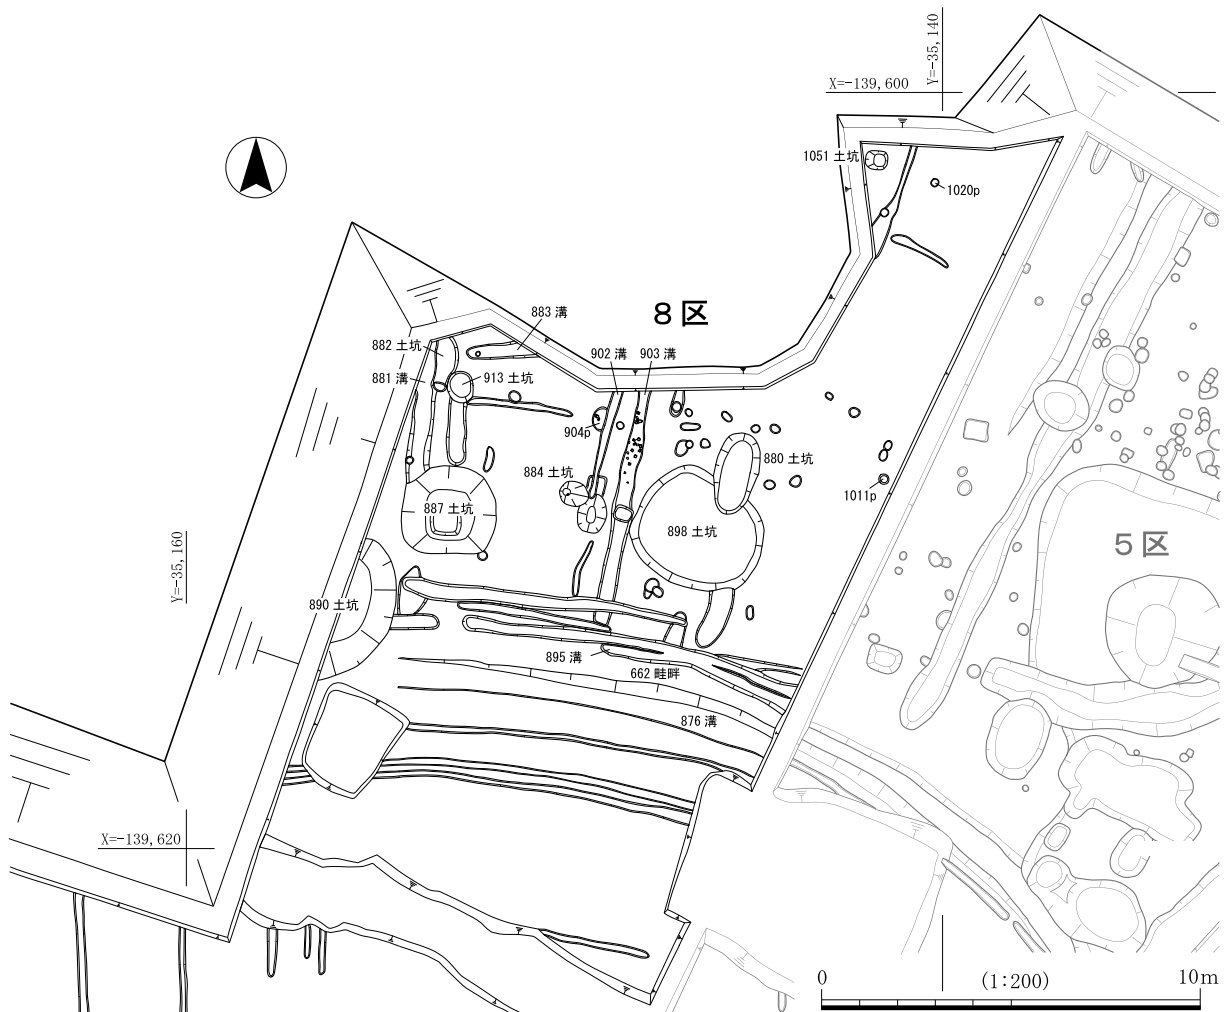 Y=-35,140
X=-139,600
1051 土坑
1020p
8 区
883 溝
882 土坑
902 溝
903 溝
881 溝
913 土坑
904p
884 土坑
880 土坑
1011p
887 土坑
898 土坑
5 区
Y=-35,160
890 土坑
895 溝
662 畦畔
876 溝
X=-139,620
0
(1:200)
10m